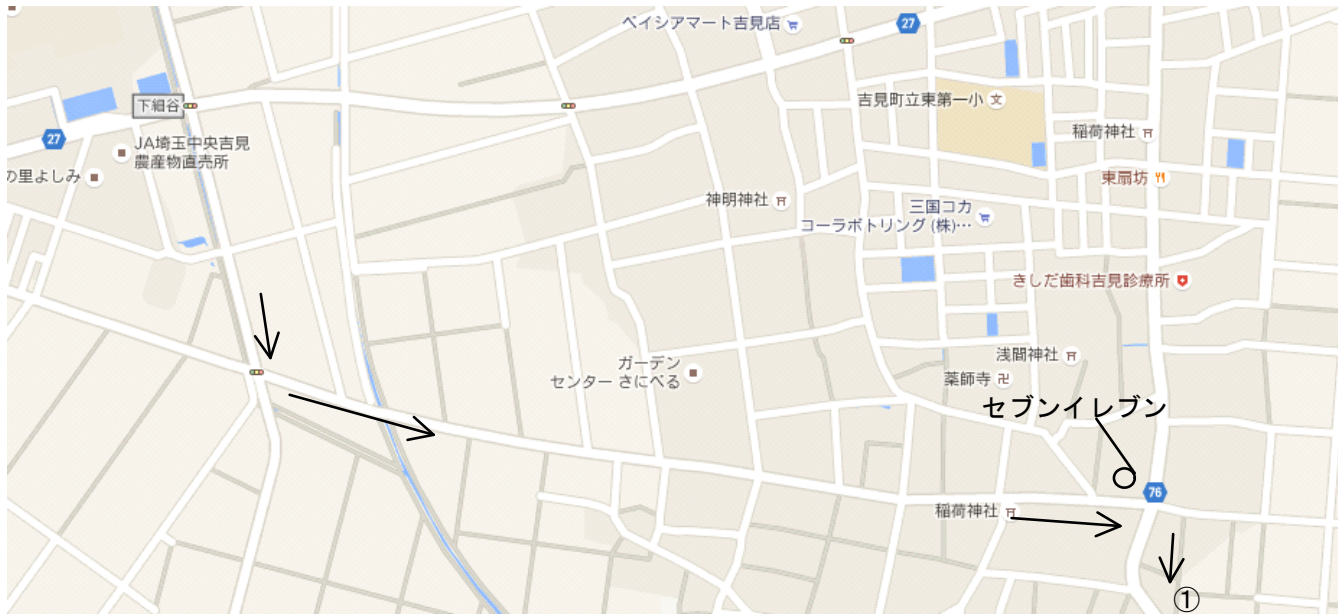 ベイシアマート吉見店
27
下細谷
吉見町立東第一小
文
27
JA埼玉中央吉見
農産物直売所
稲荷神社
の里よしみ
東扇坊
神明神社
三国コカ
コーラボトリング (株)…
きしだ歯科吉見診療所
浅間神社
ガーデン
センター さにべる
薬師寺
卍
セブンイレブン
76
稲荷神社
①